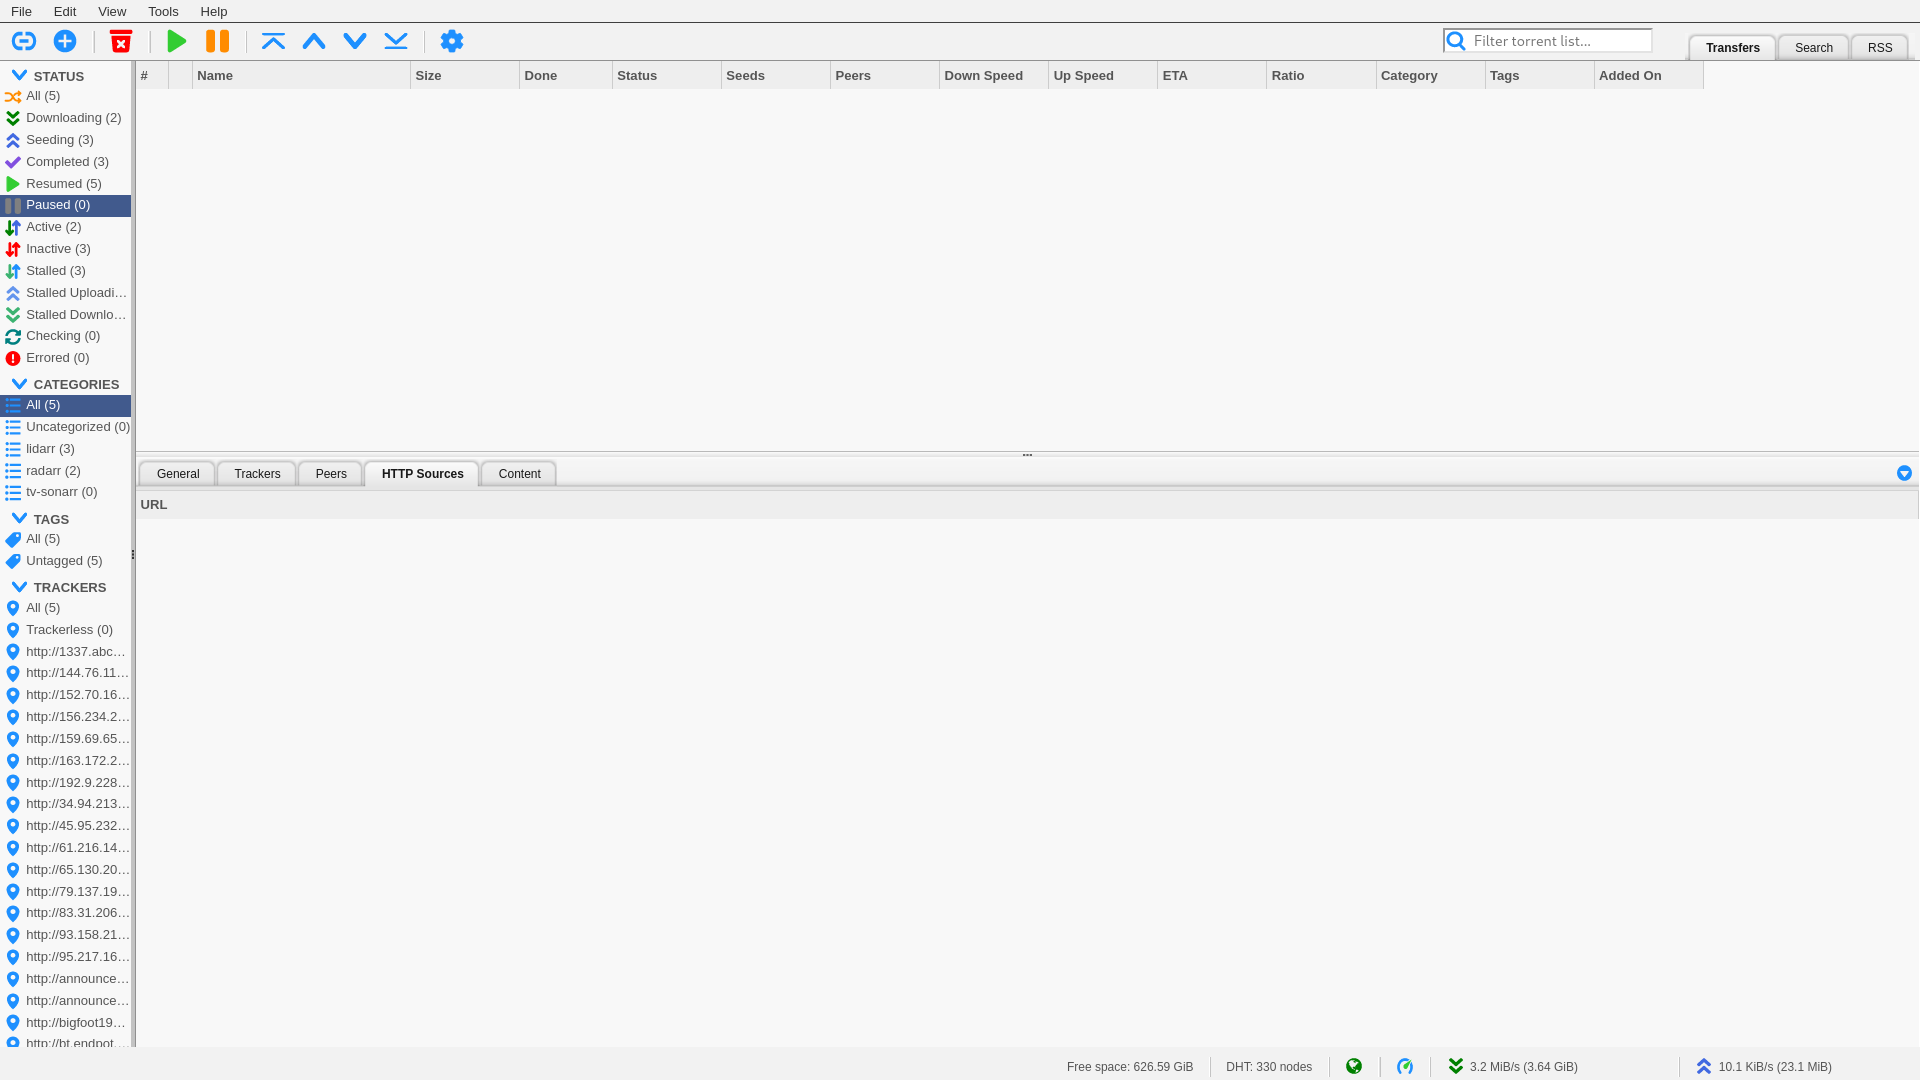 File Edit View Tools Help
Filter torrent list...
Transfers Search RSS
STATUS
All (5)
Downloading (2)
Seeding (3)
Completed (3)
Resumed (5)
Paused (0)
Active (2)
Inactive (3)
Stalled (3)
Stalled Uploadi…
Stalled Downlo…
Checking (0)
Errored (0)
CATEGORIES
All (5)
Uncategorized (0)
lidarr (3)
radarr (2)
tv-sonarr (0)
TAGS
All (5)
Untagged (5)
TRACKERS
All (5)
Trackerless (0)
http://1337.abc…
http://144.76.11…
http://152.70.16…
http://156.234.2…
http://159.69.65…
http://163.172.2…
http://192.9.228…
http://34.94.213…
http://45.95.232…
http://61.216.14…
http://65.130.20…
http://79.137.19…
http://83.31.206…
http://93.158.21…
http://95.217.16…
http://announce…
http://announce…
http://bigfoot19…
http://bt.endpot.…
# Name Size Done Status Seeds Peers Down Speed Up Speed ETA Ratio Category Tags Added On
General Trackers Peers HTTP Sources Content
URL
Free space: 626.59 GiB DHT: 330 nodes 3.2 MiB/s (3.64 GiB) 10.1 KiB/s (23.1 MiB)